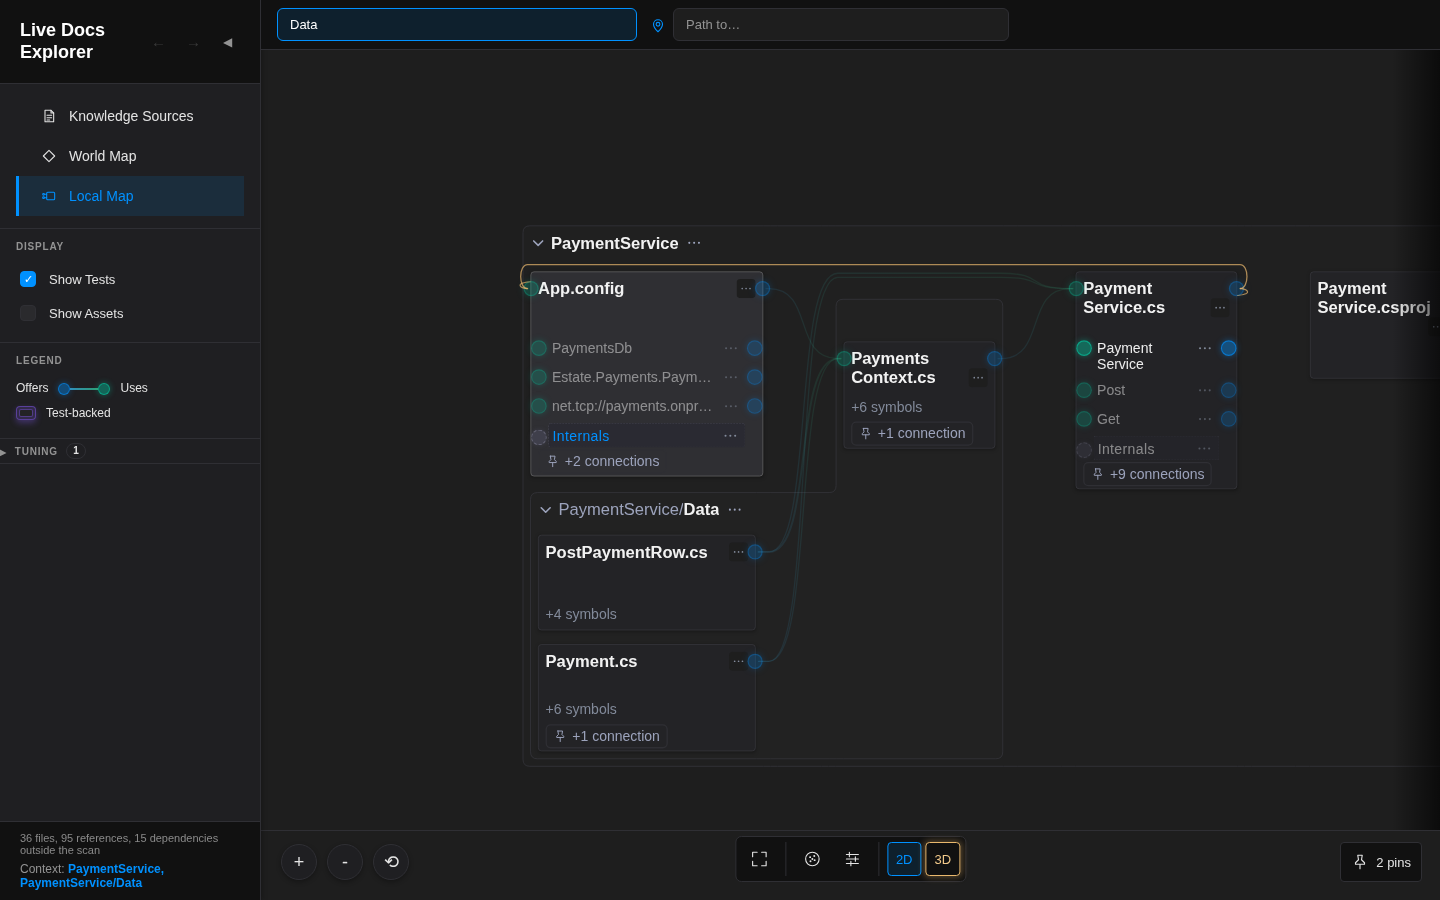 Live Docs
Explorer
← → ◀
Data
Path to…
Knowledge Sources
World Map
Local Map
DISPLAY
✓ Show Tests
Show Assets
LEGEND
Offers Uses
Test-backed
▶ TUNING 1
PaymentService ···
App.config ···
PaymentsDb ···
Estate.Payments.Paym… ···
net.tcp://payments.onpr… ···
Internals ···
+2 connections
Payments
Context.cs ···
+6 symbols
+1 connection
Payment
Service.cs ···
Payment ···
Service
Post ···
Get ···
Internals ···
+9 connections
Payment
Service.csproj
PaymentService/Data ···
PostPaymentRow.cs ···
+4 symbols
Payment.cs ···
+6 symbols
+1 connection
36 files, 95 references, 15 dependencies
outside the scan
Context: PaymentService,
PaymentService/Data
+ - ⟲
2D 3D
2 pins